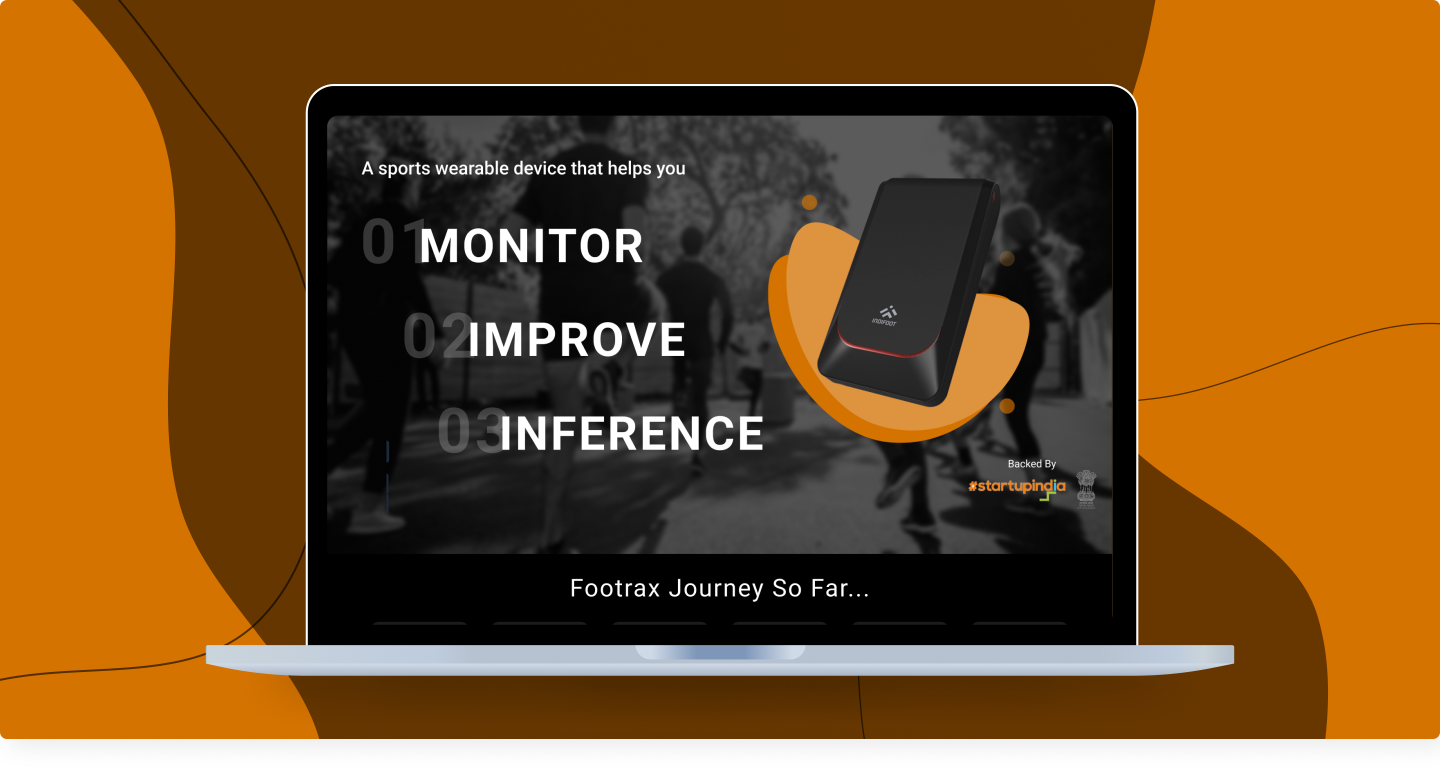 A sports wearable device that helps you
01 MONITOR
02 IMPROVE
03 INFERENCE
INDIFOOT
Backed By
#startupindia
Footrax Journey So Far...